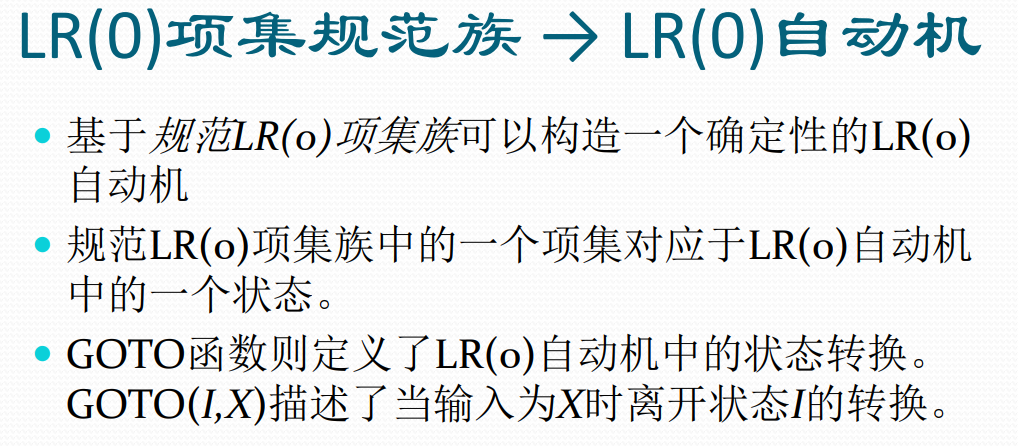 LR(0)项集规范族 → LR(0)自动机
• 基于规范LR(0)项集族可以构造一个确定性的LR(0)
自动机
• 规范LR(0)项集族中的一个项集对应于LR(0)自动机
中的一个状态。
• GOTO函数则定义了LR(0)自动机中的状态转换。
GOTO(I,X)描述了当输入为X时离开状态I的转换。